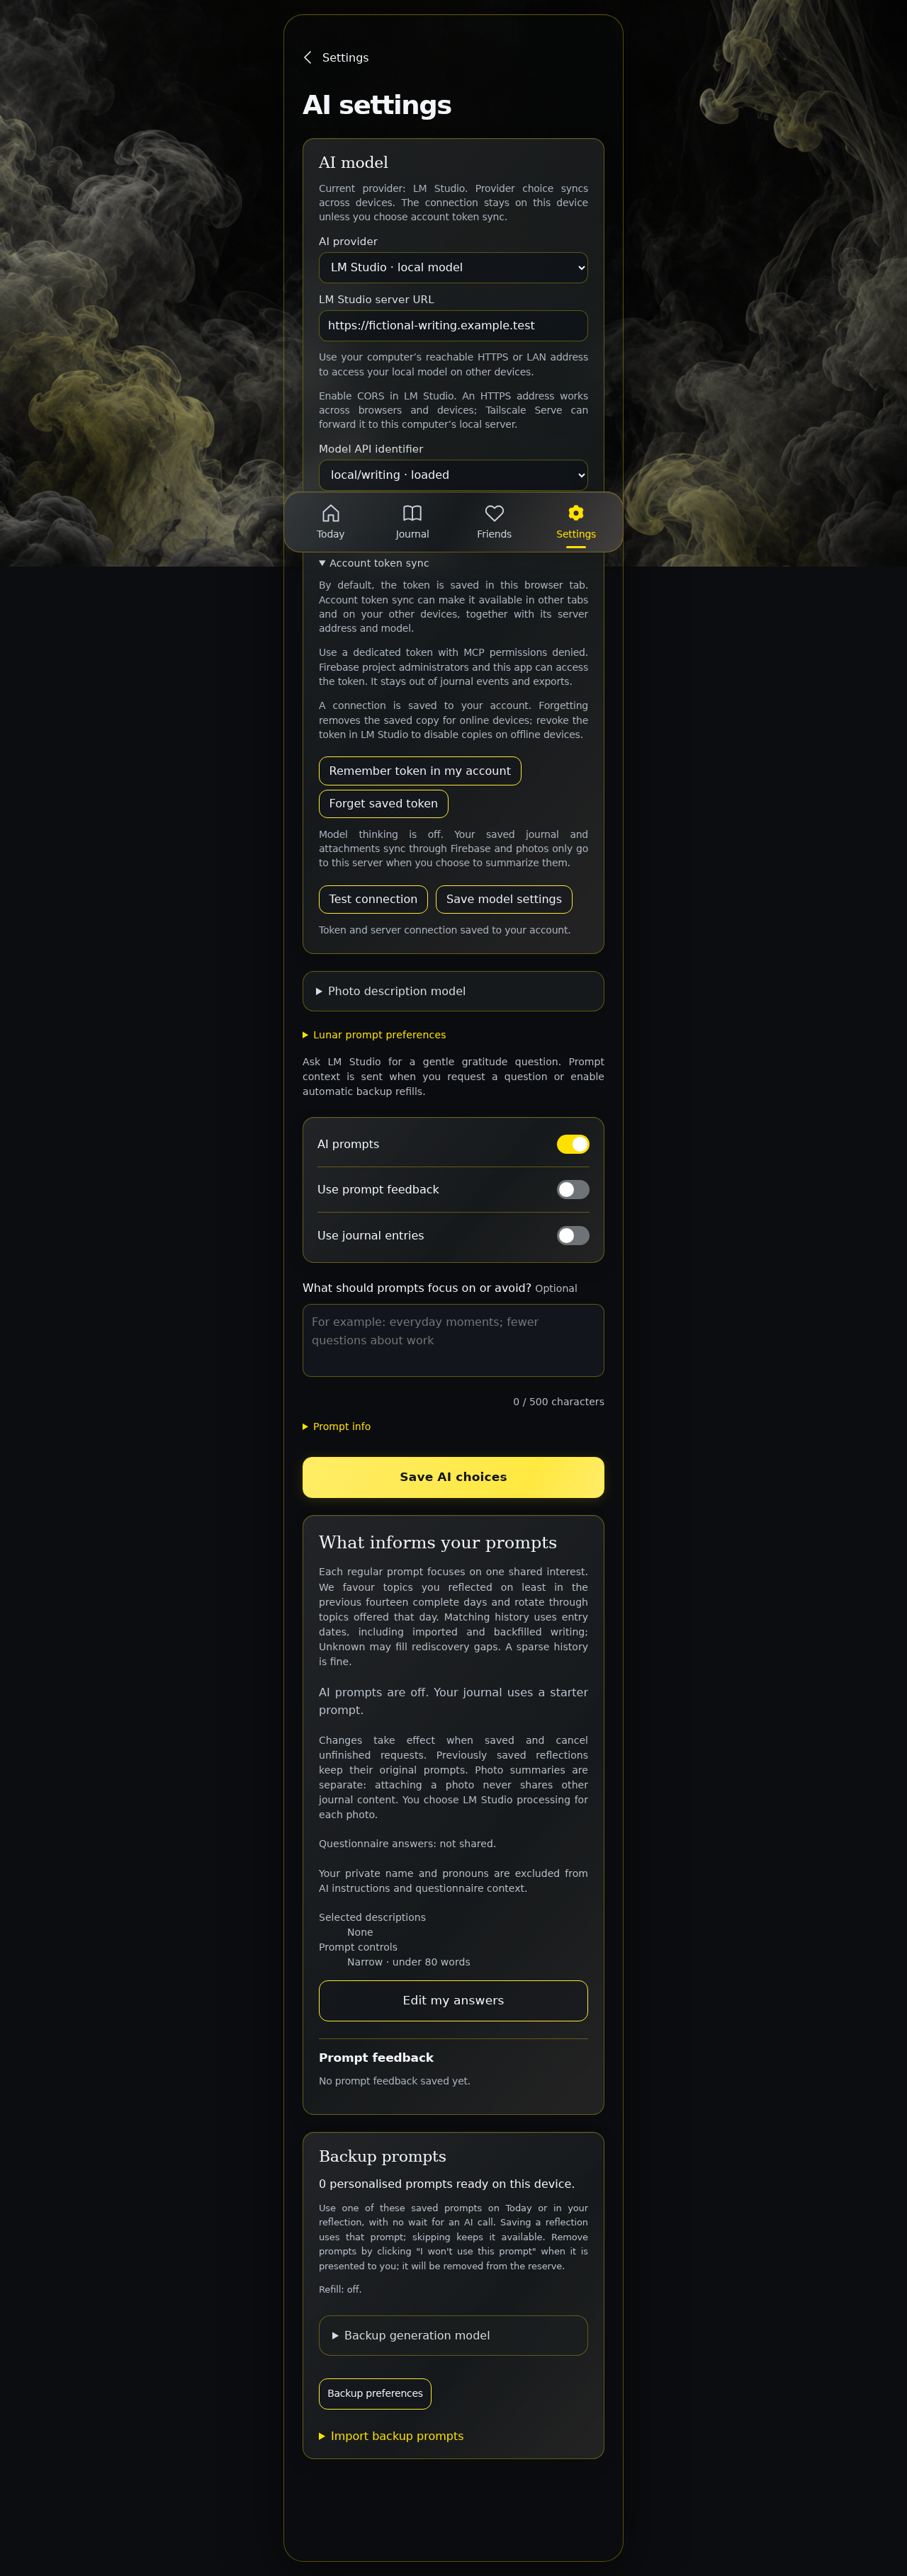 Settings
AI settings
AI model
Current provider: LM Studio. Provider choice syncs
across devices. The connection stays on this device
unless you choose account token sync.
AI provider
LM Studio · local model
LM Studio server URL
https://fictional-writing.example.test
Use your computer’s reachable HTTPS or LAN address
to access your local model on other devices.
Enable CORS in LM Studio. An HTTPS address works
across browsers and devices; Tailscale Serve can
forward it to this computer’s local server.
Model API identifier
local/writing · loaded
Today
Journal
Friends
Settings
Account token sync
By default, the token is saved in this browser tab.
Account token sync can make it available in other tabs
and on your other devices, together with its server
address and model.
Use a dedicated token with MCP permissions denied.
Firebase project administrators and this app can access
the token. It stays out of journal events and exports.
A connection is saved to your account. Forgetting
removes the saved copy for online devices; revoke the
token in LM Studio to disable copies on offline devices.
Remember token in my account
Forget saved token
Model thinking is off. Your saved journal and
attachments sync through Firebase and photos only go
to this server when you choose to summarize them.
Test connection
Save model settings
Token and server connection saved to your account.
Photo description model
Lunar prompt preferences
Ask LM Studio for a gentle gratitude question. Prompt
context is sent when you request a question or enable
automatic backup refills.
AI prompts
Use prompt feedback
Use journal entries
What should prompts focus on or avoid? Optional
For example: everyday moments; fewer
questions about work
0 / 500 characters
Prompt info
Save AI choices
What informs your prompts
Each regular prompt focuses on one shared interest.
We favour topics you reflected on least in the
previous fourteen complete days and rotate through
topics offered that day. Matching history uses entry
dates, including imported and backfilled writing;
Unknown may fill rediscovery gaps. A sparse history
is fine.
AI prompts are off. Your journal uses a starter
prompt.
Changes take effect when saved and cancel
unfinished requests. Previously saved reflections
keep their original prompts. Photo summaries are
separate: attaching a photo never shares other
journal content. You choose LM Studio processing for
each photo.
Questionnaire answers: not shared.
Your private name and pronouns are excluded from
AI instructions and questionnaire context.
Selected descriptions
None
Prompt controls
Narrow · under 80 words
Edit my answers
Prompt feedback
No prompt feedback saved yet.
Backup prompts
0 personalised prompts ready on this device.
Use one of these saved prompts on Today or in your
reflection, with no wait for an AI call. Saving a reflection
uses that prompt; skipping keeps it available. Remove
prompts by clicking "I won't use this prompt" when it is
presented to you; it will be removed from the reserve.
Refill: off.
Backup generation model
Backup preferences
Import backup prompts